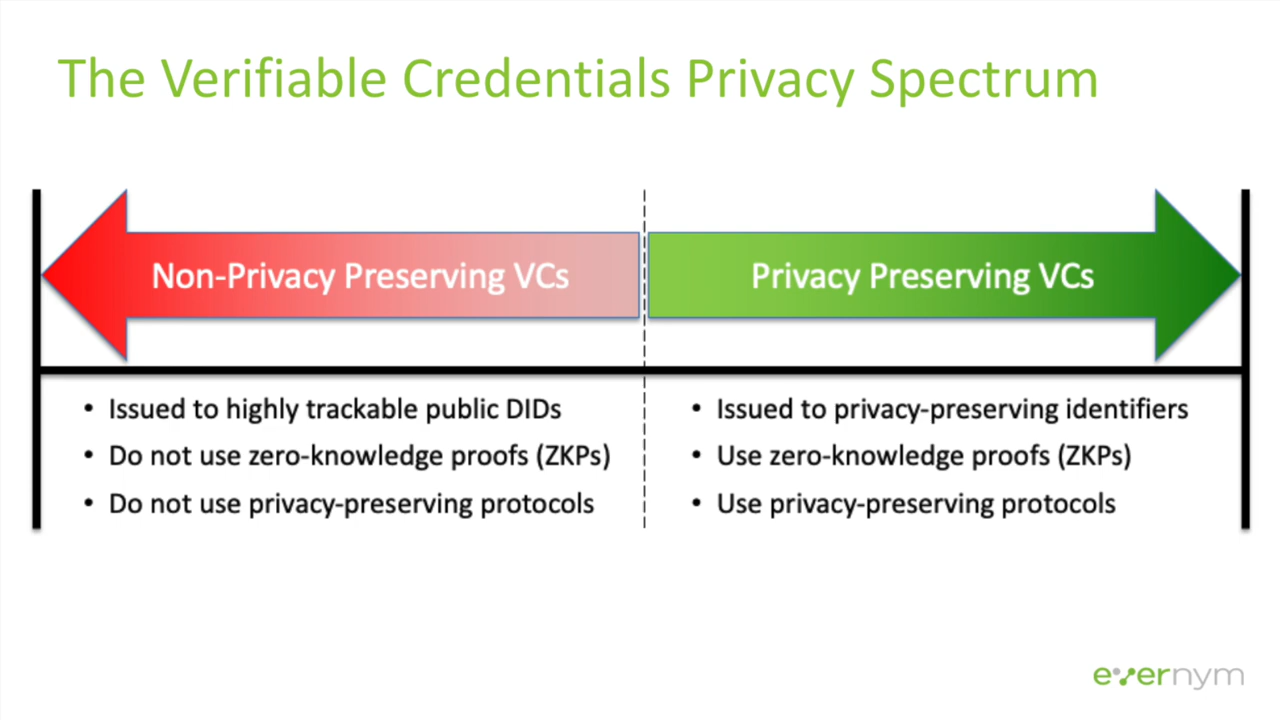 The Verifiable Credentials Privacy Spectrum
Non-Privacy Preserving VCs
Privacy Preserving VCs
• Issued to highly trackable public DIDs
• Do not use zero-knowledge proofs (ZKPs)
• Do not use privacy-preserving protocols
• Issued to privacy-preserving identifiers
• Use zero-knowledge proofs (ZKPs)
• Use privacy-preserving protocols
evernym